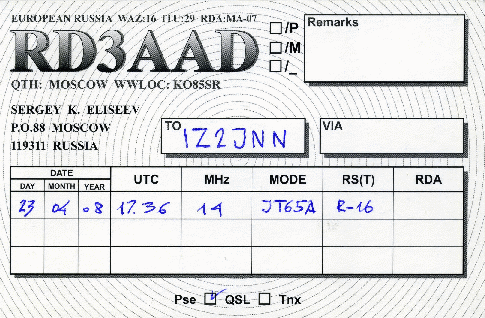 EUROPEAN RUSSIA WAZ:16 ITU:29 RDA:MA-07
RD3AAD
QTH: MOSCOW WWLOC: KO85SR
/P
/M
/_
Remarks
SERGEY K. ELISEEV
P.O.88 MOSCOW
119311 RUSSIA
TO IZ2JNN
VIA
DATE
DAY MONTH YEAR UTC MHz MODE RS(T) RDA
23 04 08 17.36 14 JT65A R-16
Pse QSL Tnx